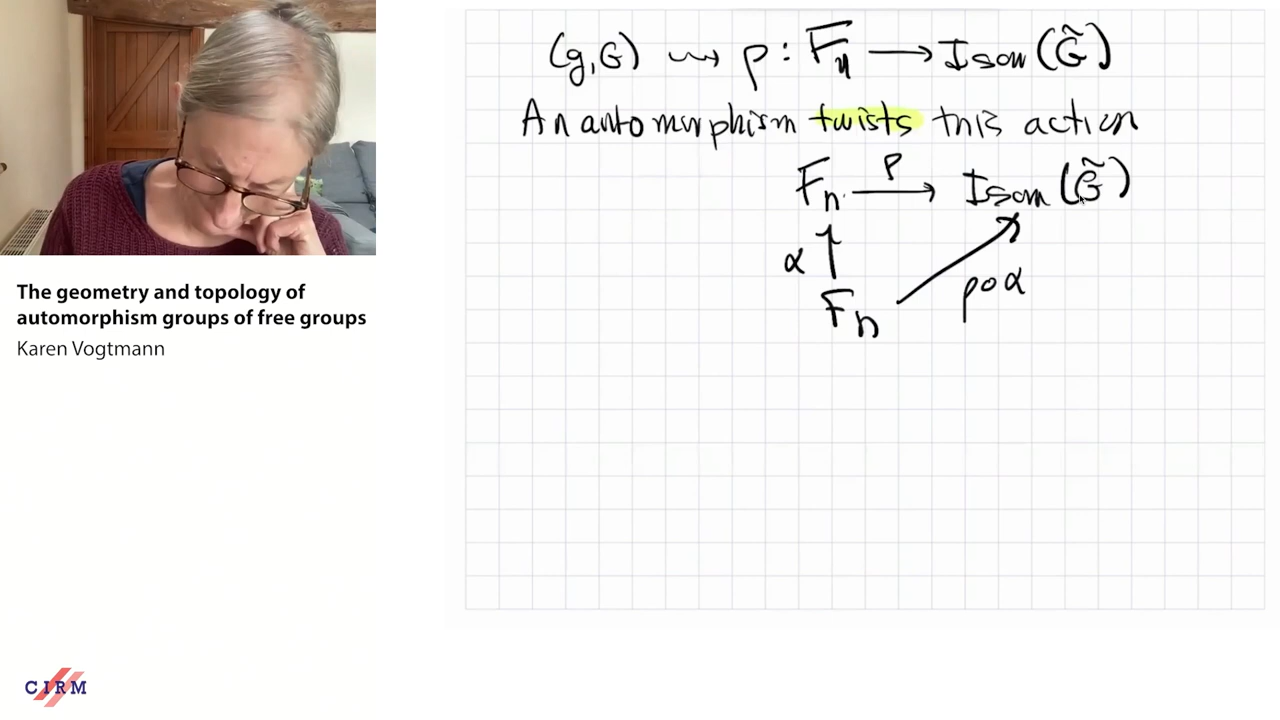 (g,G) ⇝ ρ : Fₙ ⟶ Isom(G̃)
An automorphism twists this action
Fₙ ⟶ρ Isom(G̃)
α ↑ ↗ ρ∘α
Fₙ
The geometry and topology of
automorphism groups of free groups
Karen Vogtmann
CIRM